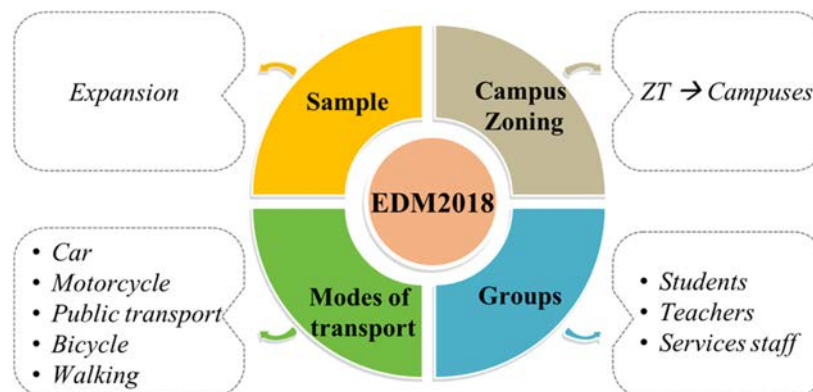 Expansion
Sample
Campus
Zoning
ZT → Campuses
EDM2018
• Car
• Motorcycle
• Public transport
• Bicycle
• Walking
Modes of
transport
Groups
• Students
• Teachers
• Services staff